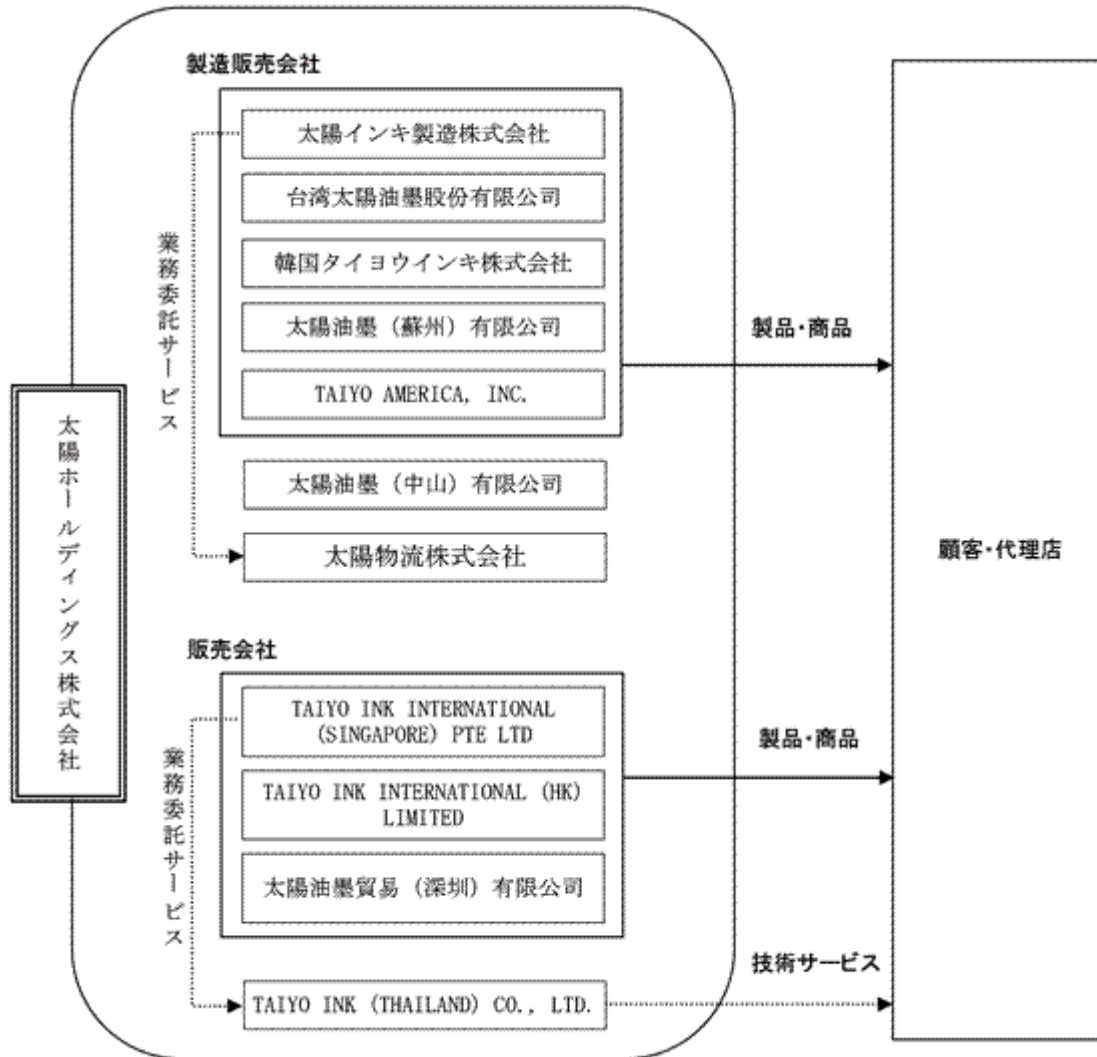 製造販売会社
太陽インキ製造株式会社
台湾太陽油墨股份有限公司
韓国タイヨウインキ株式会社
太陽油墨（蘇州）有限公司
TAIYO AMERICA, INC.
業務委託サービス
製品・商品
太陽ホールディングス株式会社
太陽油墨（中山）有限公司
太陽物流株式会社
顧客・代理店
販売会社
TAIYO INK INTERNATIONAL
(SINGAPORE) PTE LTD
TAIYO INK INTERNATIONAL (HK)
LIMITED
太陽油墨貿易（深圳）有限公司
業務委託サービス
製品・商品
技術サービス
TAIYO INK (THAILAND) CO., LTD.